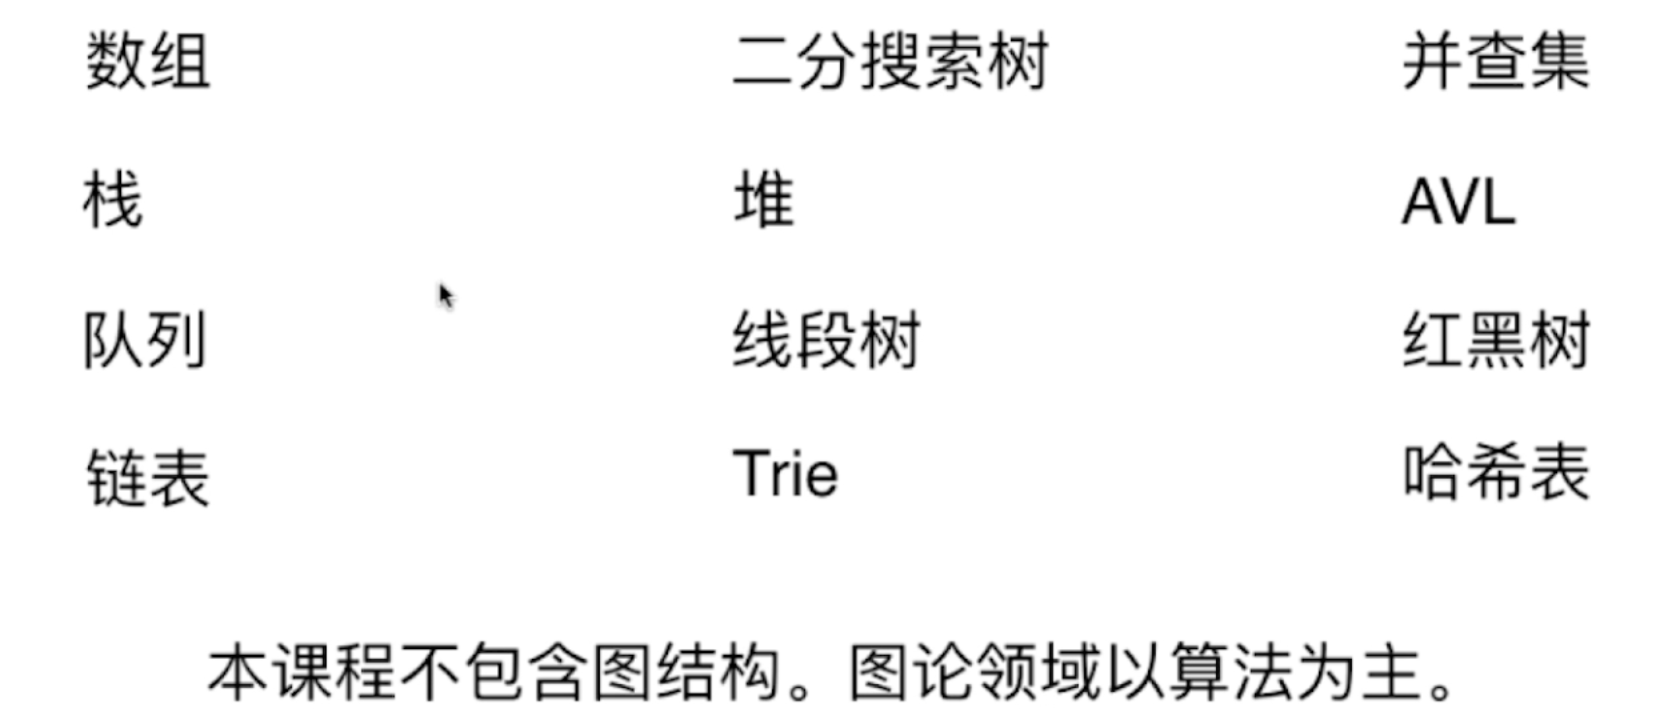 数组 二分搜索树 并查集
栈 堆 AVL
队列 线段树 红黑树
链表 Trie 哈希表
本课程不包含图结构。图论领域以算法为主。